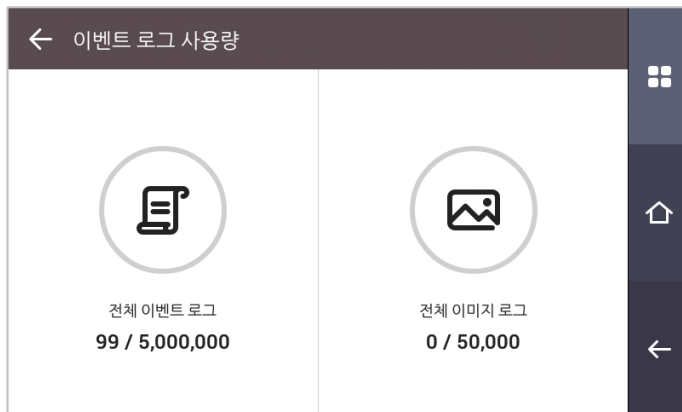 이벤트 로그 사용량
전체 이벤트 로그
99 / 5,000,000
전체 이미지 로그
0 / 50,000